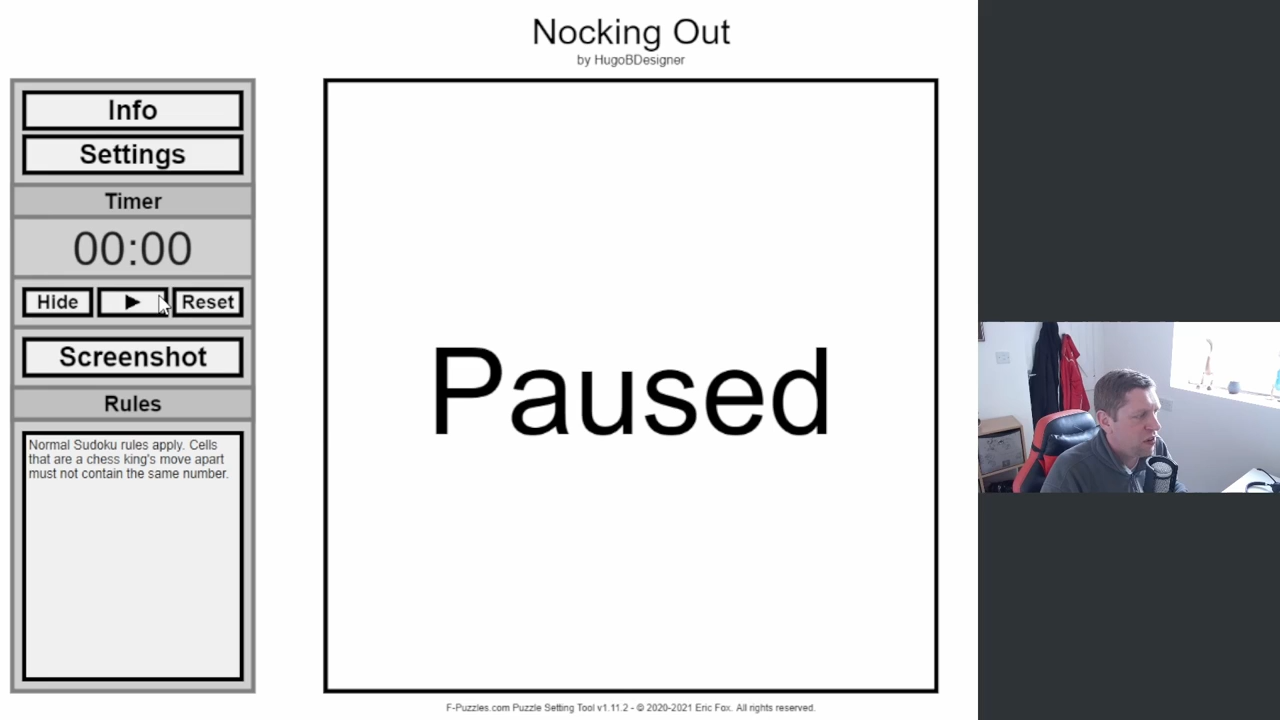 Nocking Out
by HugoBDesigner
Info
Settings
Timer
00:00
Hide
Reset
Screenshot
Rules
Normal Sudoku rules apply. Cells
that are a chess king's move apart
must not contain the same number.
Paused
F-Puzzles.com Puzzle Setting Tool v1.11.2 - © 2020-2021 Eric Fox. All rights reserved.